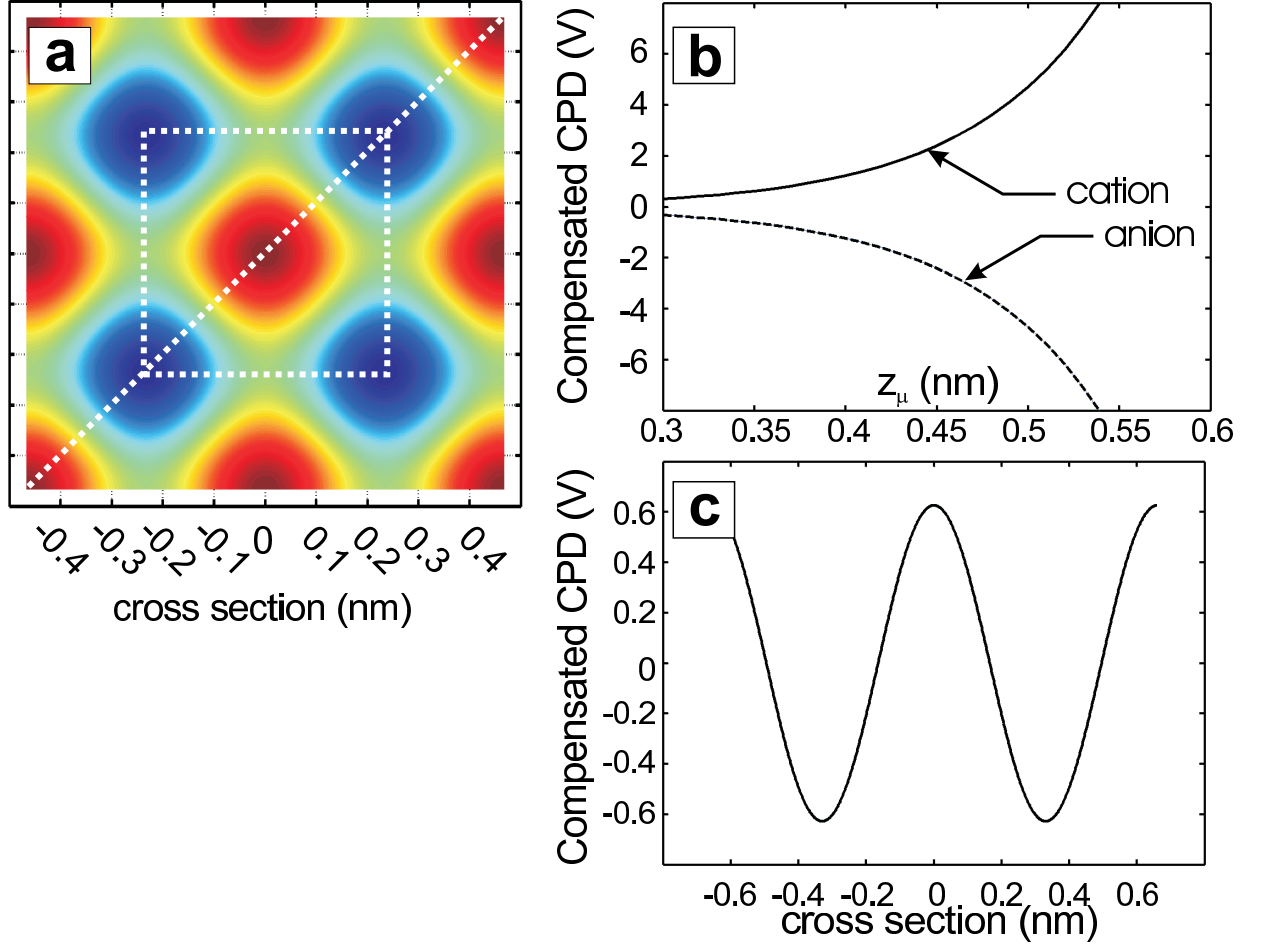 a
-0.4 -0.3 -0.2 -0.1 0 0.1 0.2 0.3 0.4
cross section (nm)
b
Compensated CPD (V)
6
4
2
0
-2
-4
-6
cation
anion
zμ (nm)
0.3 0.35 0.4 0.45 0.5 0.55 0.6
c
Compensated CPD (V)
0.6
0.4
0.2
0
-0.2
-0.4
-0.6
-0.6 -0.4 -0.2 0 0.2 0.4 0.6
cross section (nm)